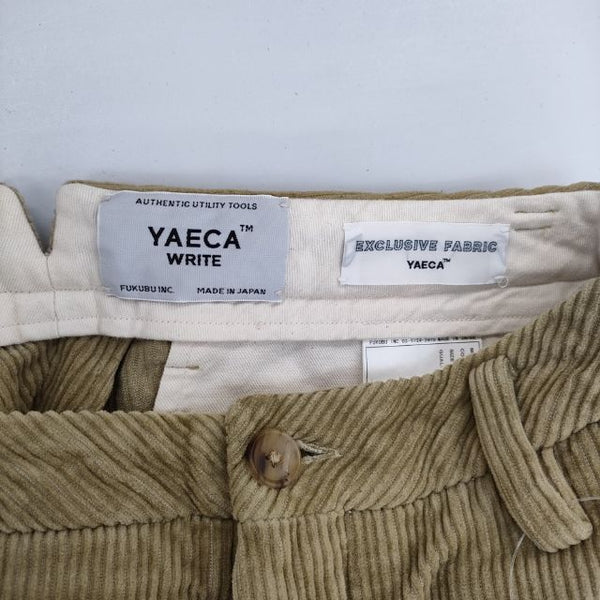 AUTHENTIC UTILITY TOOLS
YAECA™
WRITE
FUKUBU INC. MADE IN JAPAN
EXCLUSIVE FABRIC
YAECA™